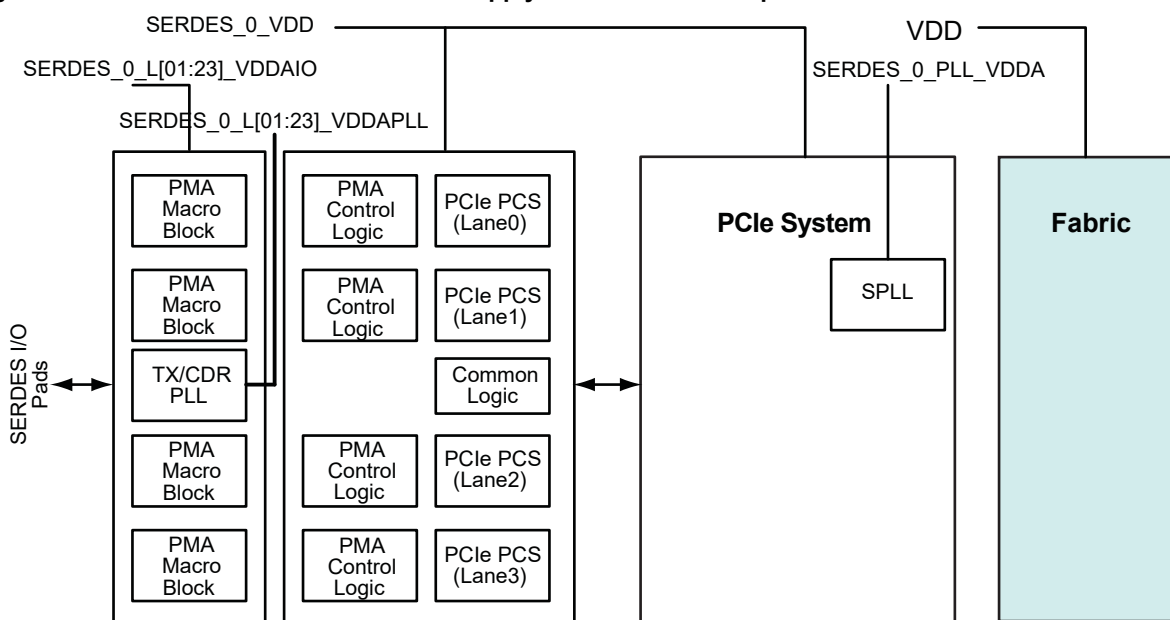 SERDES_0_VDD
VDD
SERDES_0_L[01:23]_VDDAIO
SERDES_0_PLL_VDDA
SERDES_0_L[01:23]_VDDAPLL
PMA
Macro
Block
PMA
Control
Logic
PCIe PCS
(Lane0)
PCIe System
Fabric
PMA
Macro
Block
PMA
Control
Logic
PCIe PCS
(Lane1)
SPLL
SERDES I/O
Pads
TX/CDR
PLL
Common
Logic
PMA
Macro
Block
PMA
Control
Logic
PCIe PCS
(Lane2)
PMA
Macro
Block
PMA
Control
Logic
PCIe PCS
(Lane3)